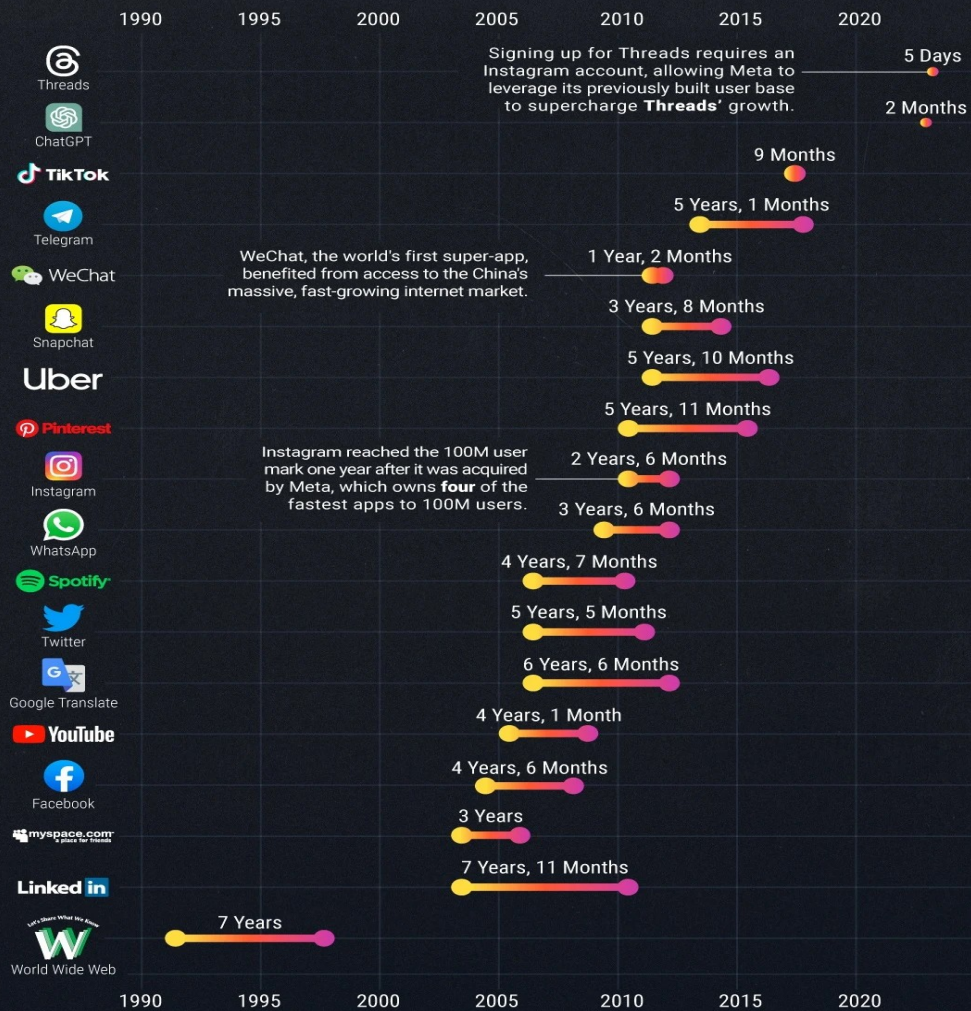 1990 1995 2000 2005 2010 2015 2020
Threads
Signing up for Threads requires an
Instagram account, allowing Meta to
leverage its previously built user base
to supercharge Threads’ growth.
5 Days
ChatGPT
2 Months
TikTok
9 Months
Telegram
5 Years, 1 Months
WeChat
WeChat, the world's first super-app,
benefited from access to the China's
massive, fast-growing internet market.
1 Year, 2 Months
Snapchat
3 Years, 8 Months
Uber
5 Years, 10 Months
Pinterest
5 Years, 11 Months
Instagram
Instagram reached the 100M user
mark one year after it was acquired
by Meta, which owns four of the
fastest apps to 100M users.
2 Years, 6 Months
WhatsApp
3 Years, 6 Months
Spotify
4 Years, 7 Months
Twitter
5 Years, 5 Months
G 文
Google Translate
6 Years, 6 Months
YouTube
4 Years, 1 Month
Facebook
4 Years, 6 Months
myspace.com
a place for friends
3 Years
Linked in
7 Years, 11 Months
Let's Share What We Know
W
World Wide Web
7 Years
1990 1995 2000 2005 2010 2015 2020